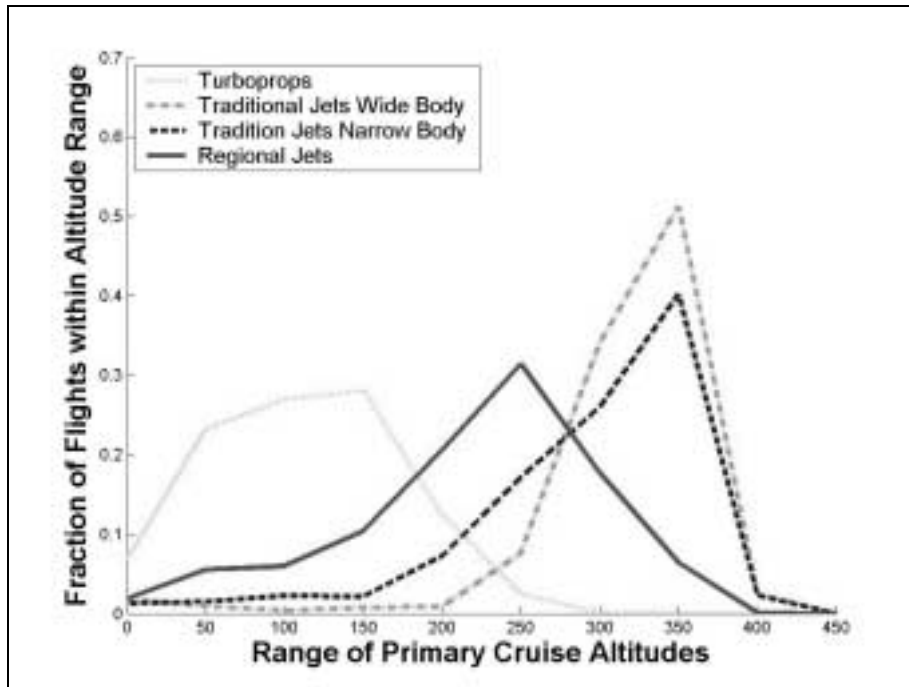 0.7
Turboprops
Traditional Jets Wide Body
Tradition Jets Narrow Body
Regional Jets
0.6
0.5
0.4
0.3
0.2
0.1
0
Fraction of Flights within Altitude Range
0 50 100 150 200 250 300 350 400 450
Range of Primary Cruise Altitudes